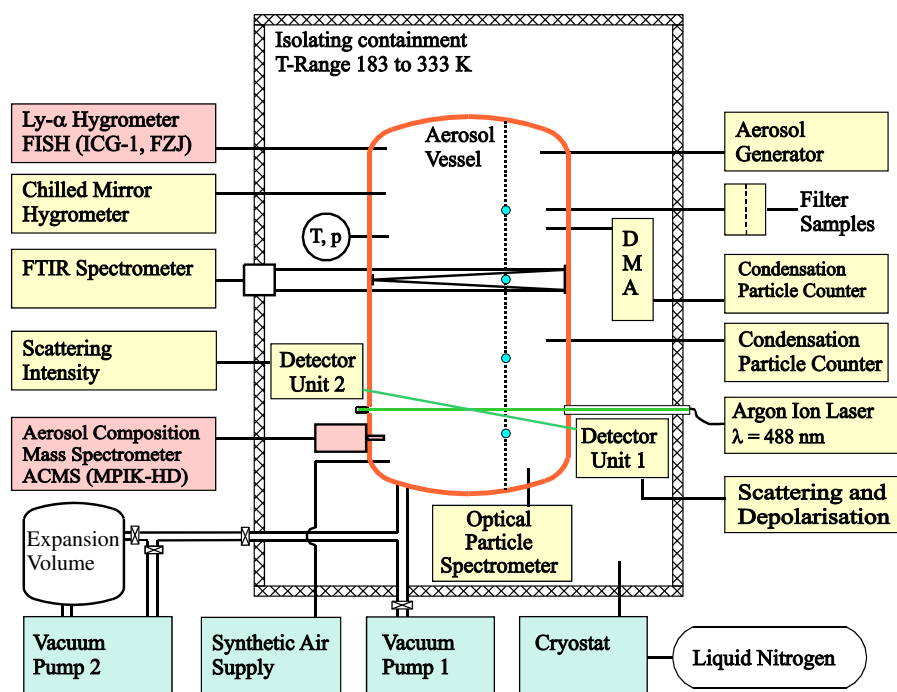 Isolating containment
T-Range 183 to 333 K
Ly-α Hygrometer
FISH (ICG-1, FZJ)
Chilled Mirror
Hygrometer
T, p
FTIR Spectrometer
Scattering
Intensity
Detector
Unit 2
Aerosol Composition
Mass Spectrometer
ACMS (MPIK-HD)
Aerosol
Vessel
Aerosol
Generator
Filter
Samples
D
M
A
Condensation
Particle Counter
Condensation
Particle Counter
Argon Ion Laser
λ = 488 nm
Detector
Unit 1
Scattering and
Depolarisation
Optical
Particle
Spectrometer
Expansion
Volume
Vacuum
Pump 2
Synthetic Air
Supply
Vacuum
Pump 1
Cryostat
Liquid Nitrogen